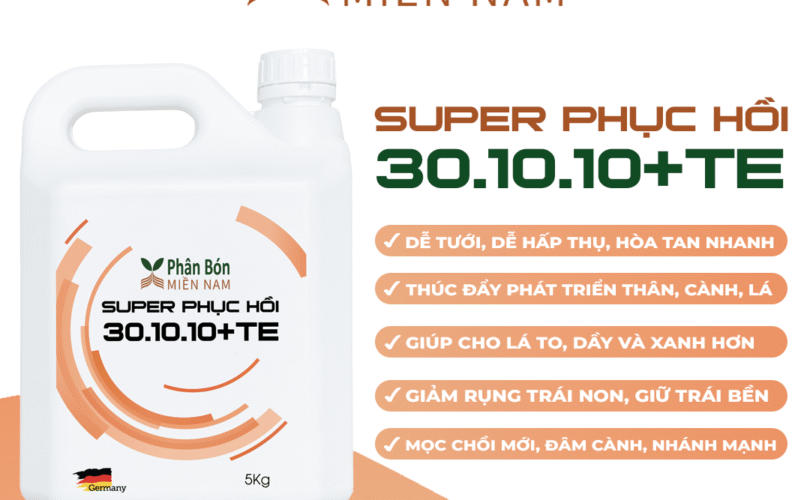 MIỀN NAM
SUPER PHỤC HỒI
30.10.10+TE
DỄ TƯỚI, DỄ HẤP THỤ, HÒA TAN NHANH
THÚC ĐẨY PHÁT TRIỂN THÂN, CÀNH, LÁ
GIÚP CHO LÁ TO, DẦY VÀ XANH HƠN
GIẢM RỤNG TRÁI NON, GIỮ TRÁI BỀN
MỌC CHỒI MỚI, ĐÂM CÀNH, NHÁNH MẠNH
Phân Bón
MIỀN NAM
SUPER PHỤC HỒI
30.10.10+TE
Germany
5Kg